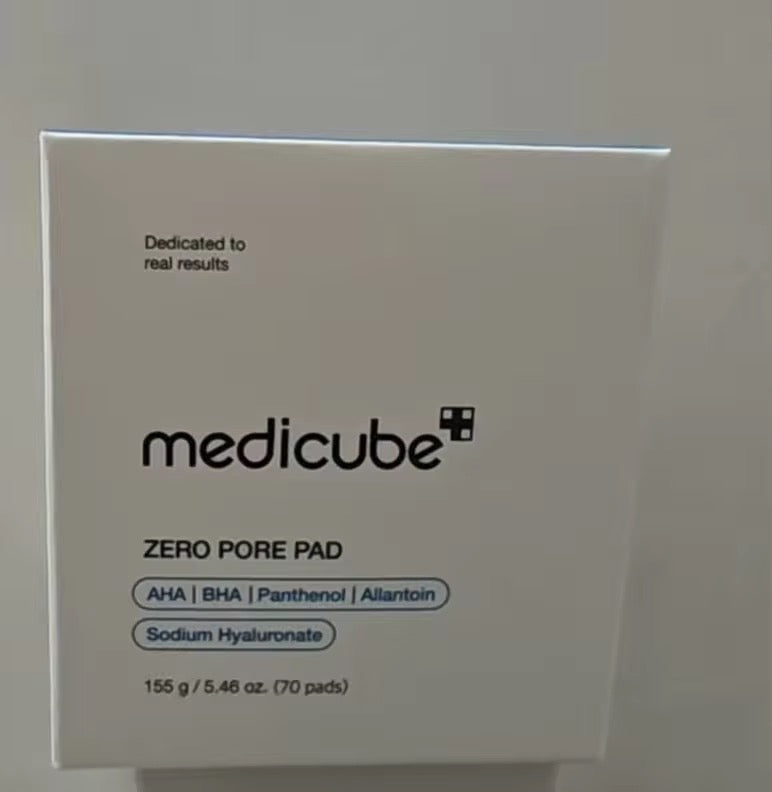 Dedicated to
real results
medicube
ZERO PORE PAD
AHA | BHA | Panthenol | Allantoin
Sodium Hyaluronate
155 g / 5.46 oz. (70 pads)